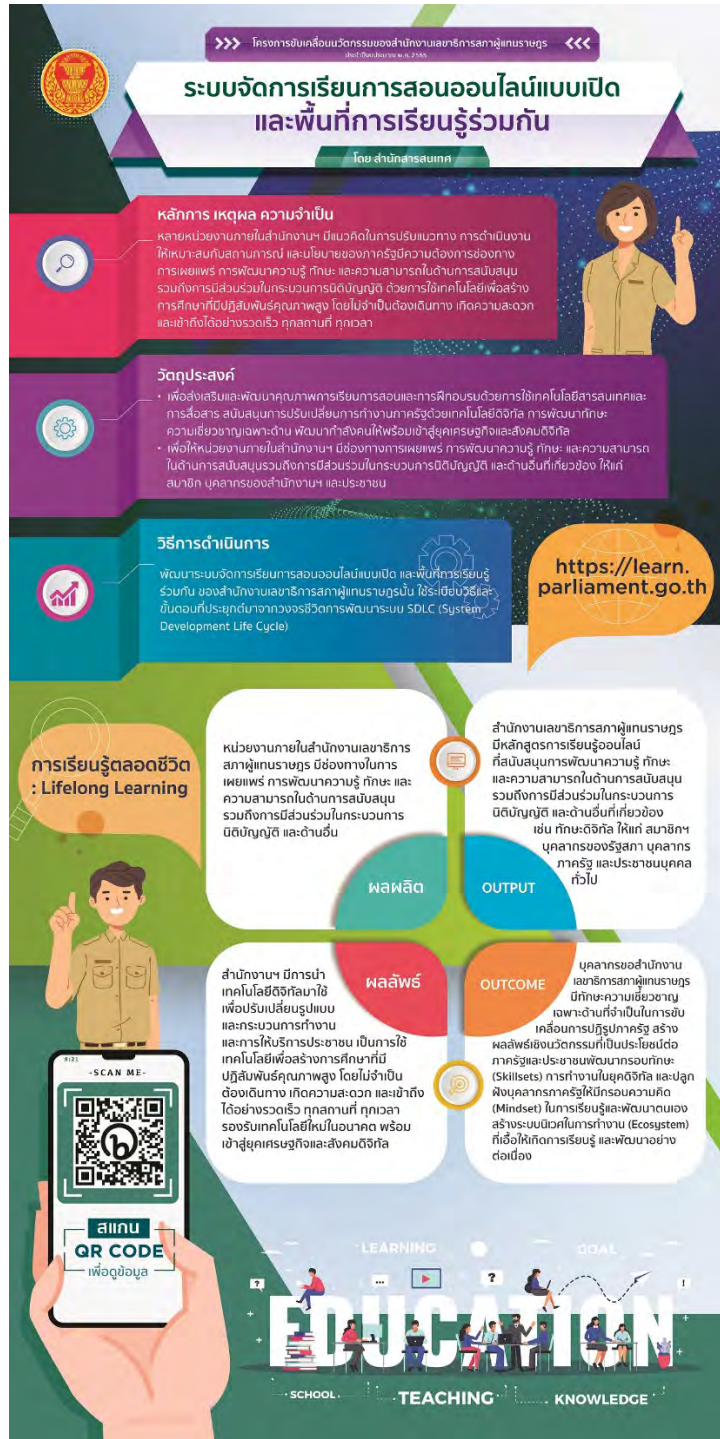 >>> โครงการขับเคลื่อนนวัตกรรมของสำนักงานเลขาธิการสภาผู้แทนราษฎร <<<
ประจำปีงบประมาณ พ.ศ. 2565
ระบบจัดการเรียนการสอนออนไลน์แบบเปิด
และพื้นที่การเรียนรู้ร่วมกัน
โดย สำนักสารสนเทศ
หลักการ เหตุผล ความจำเป็น
หลายหน่วยงานภายในสำนักงานฯ มีแนวคิดในการปรับแนวทาง การดำเนินงาน
ให้เหมาะสมกับสถานการณ์ และนโยบายของภาครัฐมีความต้องการช่องทาง
การเผยแพร่ การพัฒนาความรู้ ทักษะ และความสามารถในด้านการสนับสนุน
รวมถึงการมีส่วนร่วมในกระบวนการนิติบัญญัติ ด้วยการใช้เทคโนโลยีเพื่อสร้าง
การศึกษาที่มีปฏิสัมพันธ์คุณภาพสูง โดยไม่จำเป็นต้องเดินทาง เกิดความสะดวก
และเข้าถึงได้อย่างรวดเร็ว ทุกสถานที่ ทุกเวลา
วัตถุประสงค์
• เพื่อส่งเสริมและพัฒนาคุณภาพการเรียนการสอนและการฝึกอบรมด้วยการใช้เทคโนโลยีสารสนเทศและ
การสื่อสาร สนับสนุนการปรับเปลี่ยนการทำงานภาครัฐด้วยเทคโนโลยีดิจิทัล การพัฒนาทักษะ
ความเชี่ยวชาญเฉพาะด้าน พัฒนากำลังคนให้พร้อมเข้าสู่ยุคเศรษฐกิจและสังคมดิจิทัล
• เพื่อให้หน่วยงานภายในสำนักงานฯ มีช่องทางการเผยแพร่ การพัฒนาความรู้ ทักษะ และความสามารถ
ในด้านการสนับสนุนรวมถึงการมีส่วนร่วมในกระบวนการนิติบัญญัติ และด้านอื่นที่เกี่ยวข้อง ให้แก่
สมาชิก บุคลากรของสำนักงานฯ และประชาชน
วิธีการดำเนินการ
พัฒนาระบบจัดการเรียนการสอนออนไลน์แบบเปิด และพื้นที่การเรียนรู้
ร่วมกัน ของสำนักงานเลขาธิการสภาผู้แทนราษฎรนั้น ใช้ระเบียบวิธีและ
ขั้นตอนที่ประยุกต์มาจากวงจรชีวิตการพัฒนาระบบ SDLC (System
Development Life Cycle)
https://learn.
parliament.go.th
การเรียนรู้ตลอดชีวิต
: Lifelong Learning
หน่วยงานภายในสำนักงานเลขาธิการ
สภาผู้แทนราษฎร มีช่องทางในการ
เผยแพร่ การพัฒนาความรู้ ทักษะ และ
ความสามารถในด้านการสนับสนุน
รวมถึงการมีส่วนร่วมในกระบวนการ
นิติบัญญัติ และด้านอื่น
ผลผลิต
สำนักงานเลขาธิการสภาผู้แทนราษฎร
มีหลักสูตรการเรียนรู้ออนไลน์
ที่สนับสนุนการพัฒนาความรู้ ทักษะ
และความสามารถในด้านการสนับสนุน
รวมถึงการมีส่วนร่วมในกระบวนการ
นิติบัญญัติ และด้านอื่นที่เกี่ยวข้อง
เช่น ทักษะดิจิทัล ให้แก่ สมาชิกฯ
บุคลากรของรัฐสภา บุคลากร
ภาครัฐ และประชาชนบุคคล
ทั่วไป
OUTPUT
ผลลัพธ์
สำนักงานฯ มีการนำ
เทคโนโลยีดิจิทัลมาใช้
เพื่อปรับเปลี่ยนรูปแบบ
และกระบวนการทำงาน
และการให้บริการประชาชน เป็นการใช้
เทคโนโลยีเพื่อสร้างการศึกษาที่มี
ปฏิสัมพันธ์คุณภาพสูง โดยไม่จำเป็น
ต้องเดินทาง เกิดความสะดวก และเข้าถึง
ได้อย่างรวดเร็ว ทุกสถานที่ ทุกเวลา
รองรับเทคโนโลยีใหม่ในอนาคต พร้อม
เข้าสู่ยุคเศรษฐกิจและสังคมดิจิทัล
OUTCOME
บุคลากรของสำนักงาน
เลขาธิการสภาผู้แทนราษฎร
มีทักษะความเชี่ยวชาญ
เฉพาะด้านที่จำเป็นในการขับ
เคลื่อนการปฏิรูปภาครัฐ สร้าง
ผลลัพธ์เชิงนวัตกรรมที่เป็นประโยชน์ต่อ
ภาครัฐและประชาชนพัฒนากรอบทักษะ
(Skillsets) การทำงานในยุคดิจิทัล และปลูก
ฝังบุคลากรภาครัฐให้มีกรอบความคิด
(Mindset) ในการเรียนรู้และพัฒนาตนเอง
สร้างระบบนิเวศในการทำงาน (Ecosystem)
ที่เอื้อให้เกิดการเรียนรู้ และพัฒนาอย่าง
ต่อเนื่อง
9:21
-SCAN ME-
สแกน
QR CODE
เพื่อดูข้อมูล
LEARNING
GOAL
EDUCATION
SCHOOL
TEACHING
KNOWLEDGE